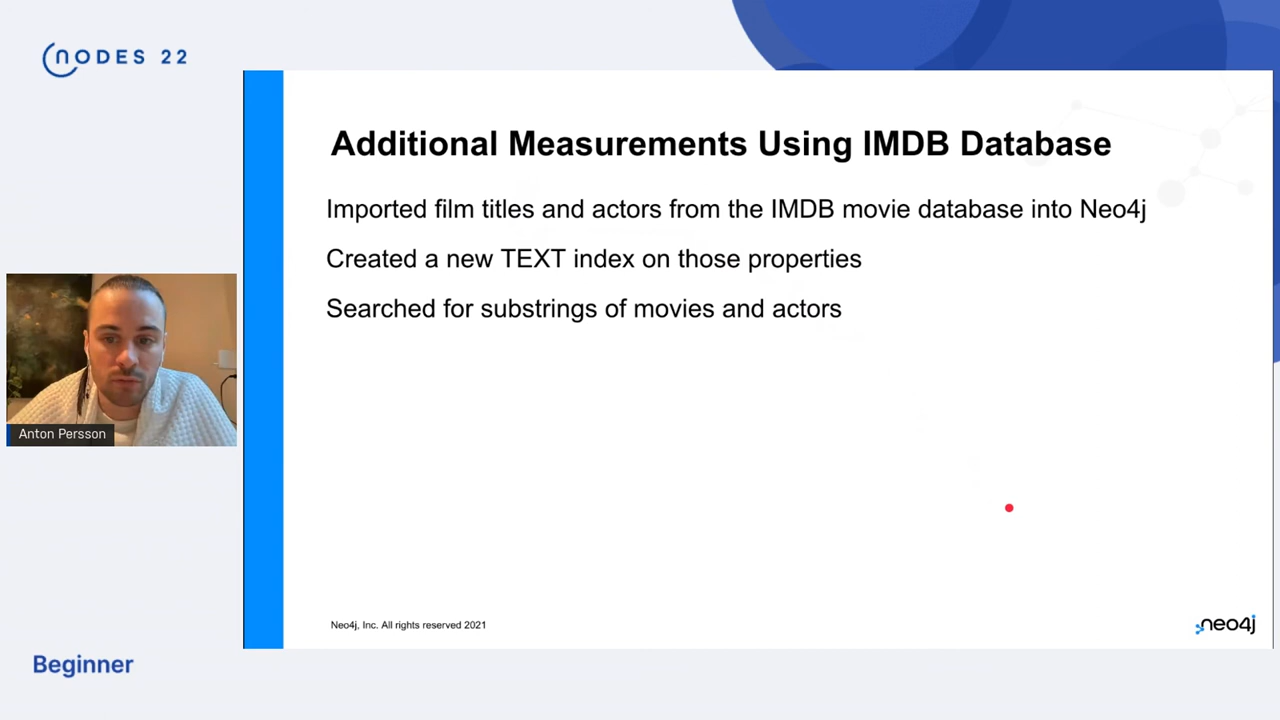 NODES 22
Additional Measurements Using IMDB Database
Imported film titles and actors from the IMDB movie database into Neo4j
Created a new TEXT index on those properties
Searched for substrings of movies and actors
Anton Persson
Neo4j, Inc. All rights reserved 2021
neo4j
Beginner